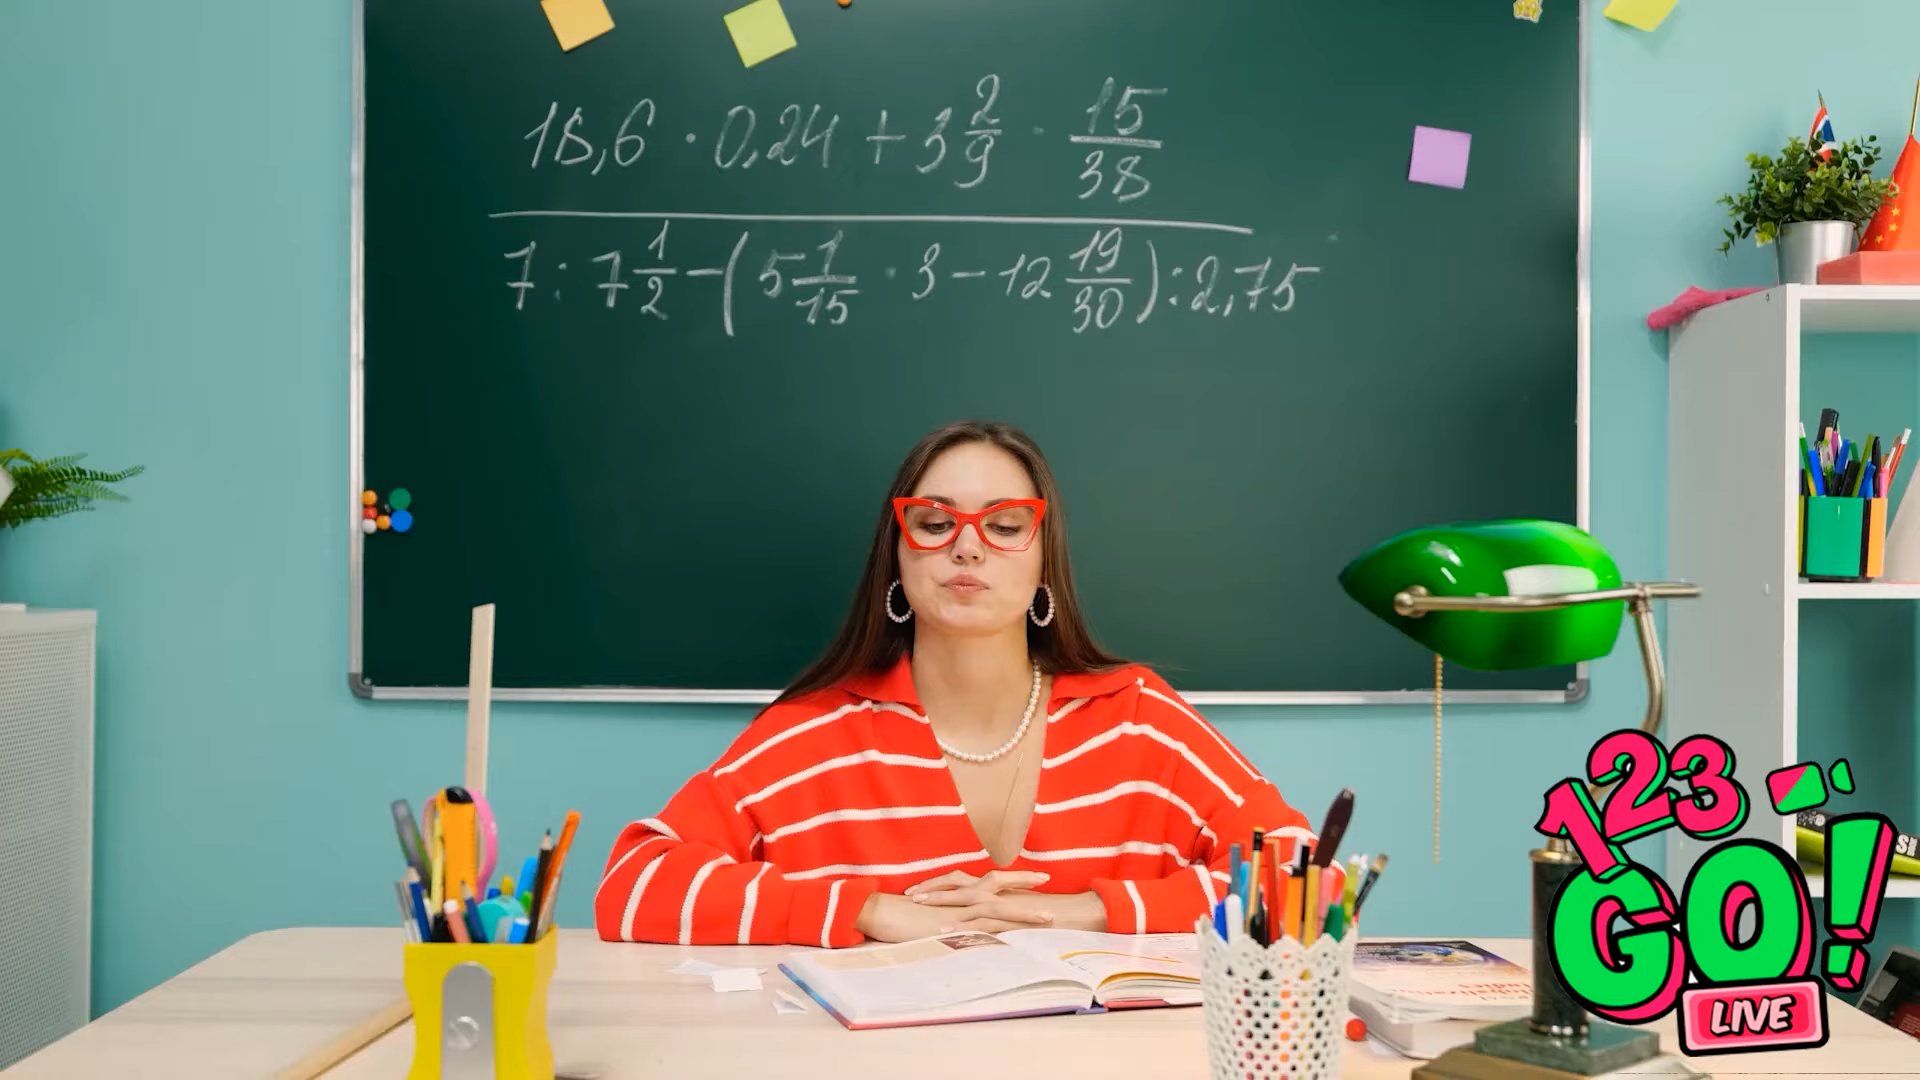 18,6 · 0,24 + 3 2/9 · 15/38
7 : 7 1/2 − ( 5 1/15 · 3 − 12 19/30 ) : 2,75
123
GO!
LIVE